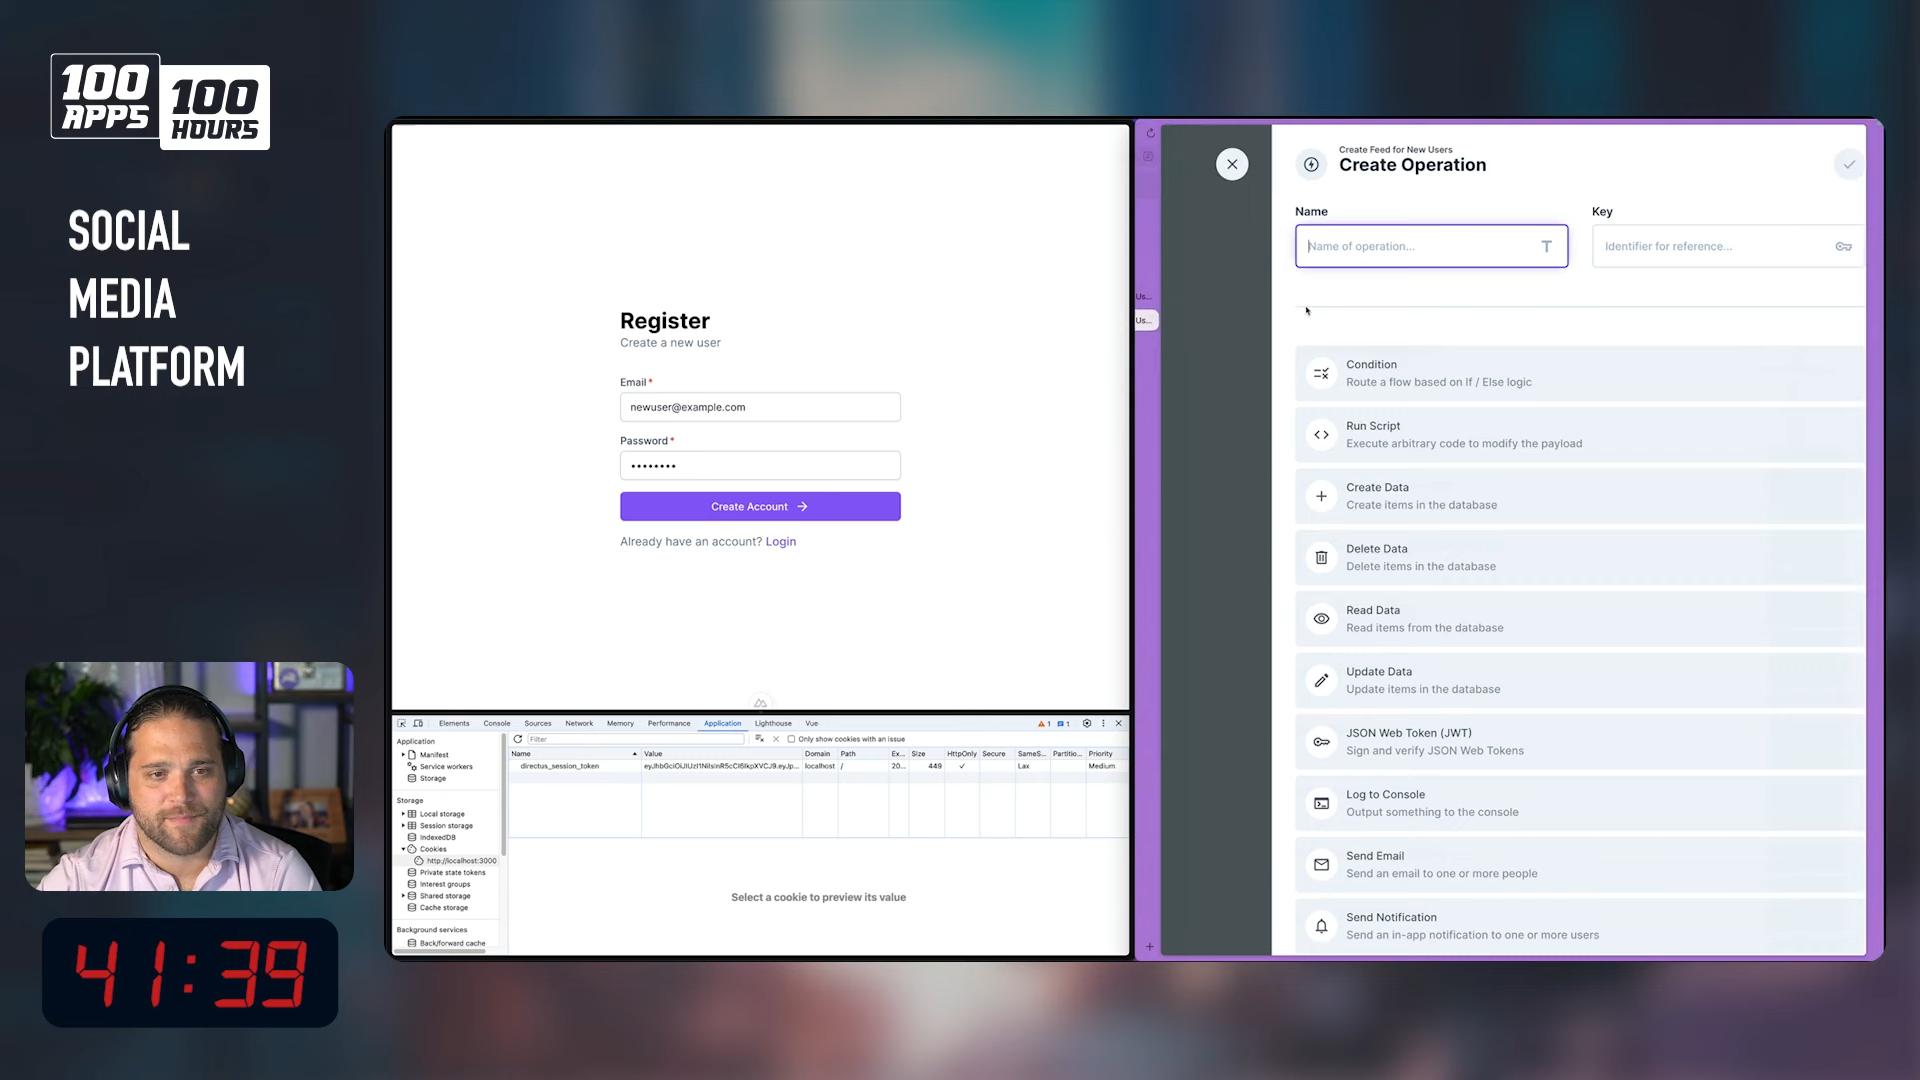 100
APPS
100
HOURS
SOCIAL
MEDIA
PLATFORM
41:39
Register
Create a new user
Email*
newuser@example.com
Password*
••••••••
Create Account
Already have an account? Login
Elements Console Sources Network Memory Performance Application Lighthouse Vue
1 1
Application
Manifest
Service workers
Storage
Storage
Local storage
Session storage
IndexedDB
Cookies
http://localhost:3000
Private state tokens
Interest groups
Shared storage
Cache storage
Background services
Back/forward cache
Filter
Only show cookies with an issue
Name Value Domain Path Ex... Size HttpOnly Secure SameS... Partitio... Priority
directus_session_token localhost / 20... 449 ✓ Lax Medium
Select a cookie to preview its value
Us...
Us...
Create Feed for New Users
Create Operation
Name
Name of operation...
Key
Identifier for reference...
Condition
Route a flow based on If / Else logic
Run Script
Execute arbitrary code to modify the payload
Create Data
Create items in the database
Delete Data
Delete items in the database
Read Data
Read items from the database
Update Data
Update items in the database
JSON Web Token (JWT)
Sign and verify JSON Web Tokens
Log to Console
Output something to the console
Send Email
Send an email to one or more people
Send Notification
Send an in-app notification to one or more users